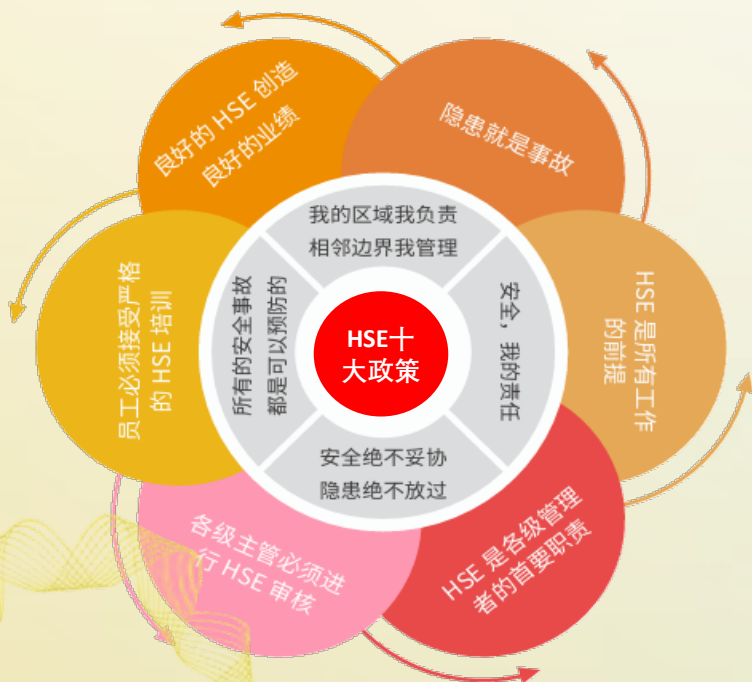 良好的 HSE 创造
良好的业绩
隐患就是事故
HSE 是所有工作
的前提
HSE 是各级管理
者的首要职责
各级主管必须进
行 HSE 审核
员工必须接受严格
的 HSE 培训
我的区域我负责
相邻边界我管理
安全，我的责任
安全绝不妥协
隐患绝不放过
所有的安全事故
都是可以预防的
HSE十
大政策